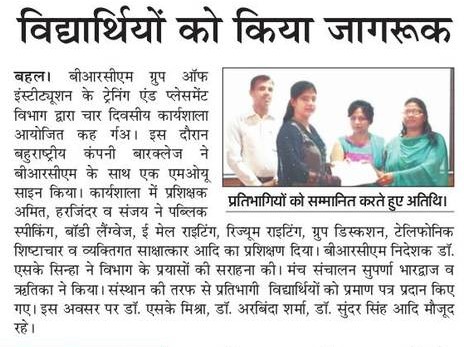 विद्यार्थियों को किया जागरूक
बहल। बीआरसीएम ग्रुप ऑफ
इंस्टीट्यूशन के ट्रेनिंग एंड प्लेसमेंट
विभाग द्वारा चार दिवसीय कार्यशाला
आयोजित कह गंअ। इस दौरान
बहुराष्ट्रीय कंपनी बारक्लेज ने
बीआरसीएम के साथ एक एमओयू
साइन किया। कार्यशाला में प्रशिक्षक
अमित, हरजिंदर व संजय ने पब्लिक
प्रतिभागियों को सम्मानित करते हुए अतिथि।
स्पीकिंग, बॉडी लैंग्वेज, ई मेल राइटिंग, रिज्यूम राइटिंग, ग्रुप डिस्कशन, टेलिफोनिक
शिष्टाचार व व्यक्तिगत साक्षात्कार आदि का प्रशिक्षण दिया। बीआरसीएम निदेशक डॉ.
एसके सिन्हा ने विभाग के प्रयासों की सराहना की। मंच संचालन सुपर्णा भारद्वाज व
ऋतिका ने किया। संस्थान की तरफ से प्रतिभागी विद्यार्थियों को प्रमाण पत्र प्रदान किए
गए। इस अवसर पर डॉ. एसके मिश्रा, डॉ. अरबिंदा शर्मा, डॉ. सुंदर सिंह आदि मौजूद
रहे।